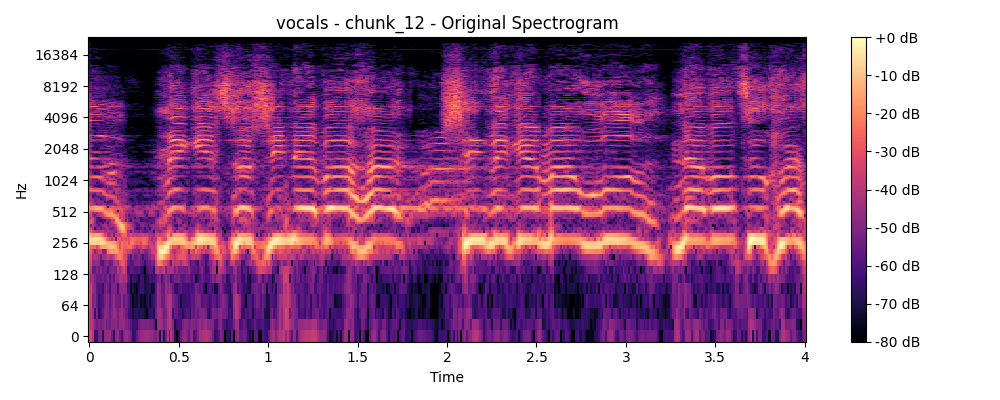 vocals - chunk_12 - Original Spectrogram
Hz
16384
8192
4096
2048
1024
512
256
128
64
0
0
0.5
1
1.5
2
2.5
3
3.5
4
Time
+0 dB
-10 dB
-20 dB
-30 dB
-40 dB
-50 dB
-60 dB
-70 dB
-80 dB